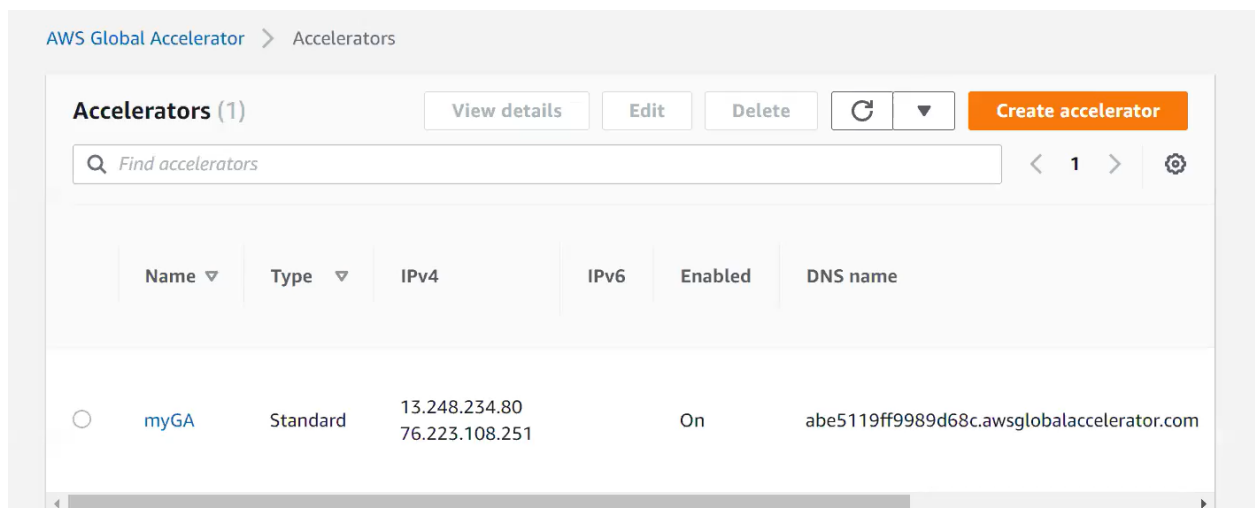 AWS Global Accelerator > Accelerators
Accelerators (1) View details Edit Delete Create accelerator
Find accelerators 1
Name Type IPv4 IPv6 Enabled DNS name
13.248.234.80
myGA Standard On abe5119ff9989d68c.awsglobalaccelerator.com
76.223.108.251